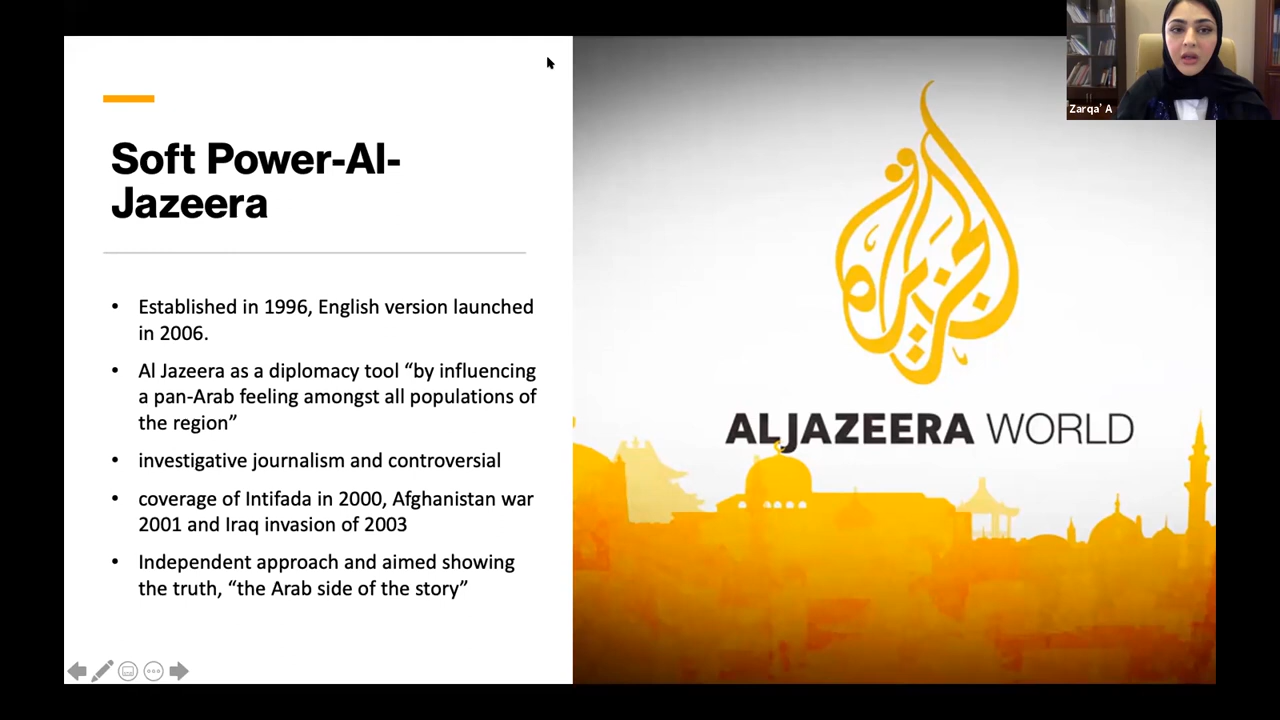 Soft Power-Al-
Jazeera
• Established in 1996, English version launched
in 2006.
• Al Jazeera as a diplomacy tool “by influencing
a pan-Arab feeling amongst all populations of
the region”
• investigative journalism and controversial
• coverage of Intifada in 2000, Afghanistan war
2001 and Iraq invasion of 2003
• Independent approach and aimed showing
the truth, “the Arab side of the story”
الجزيرة
ALJAZEERA WORLD
Zarqa' A